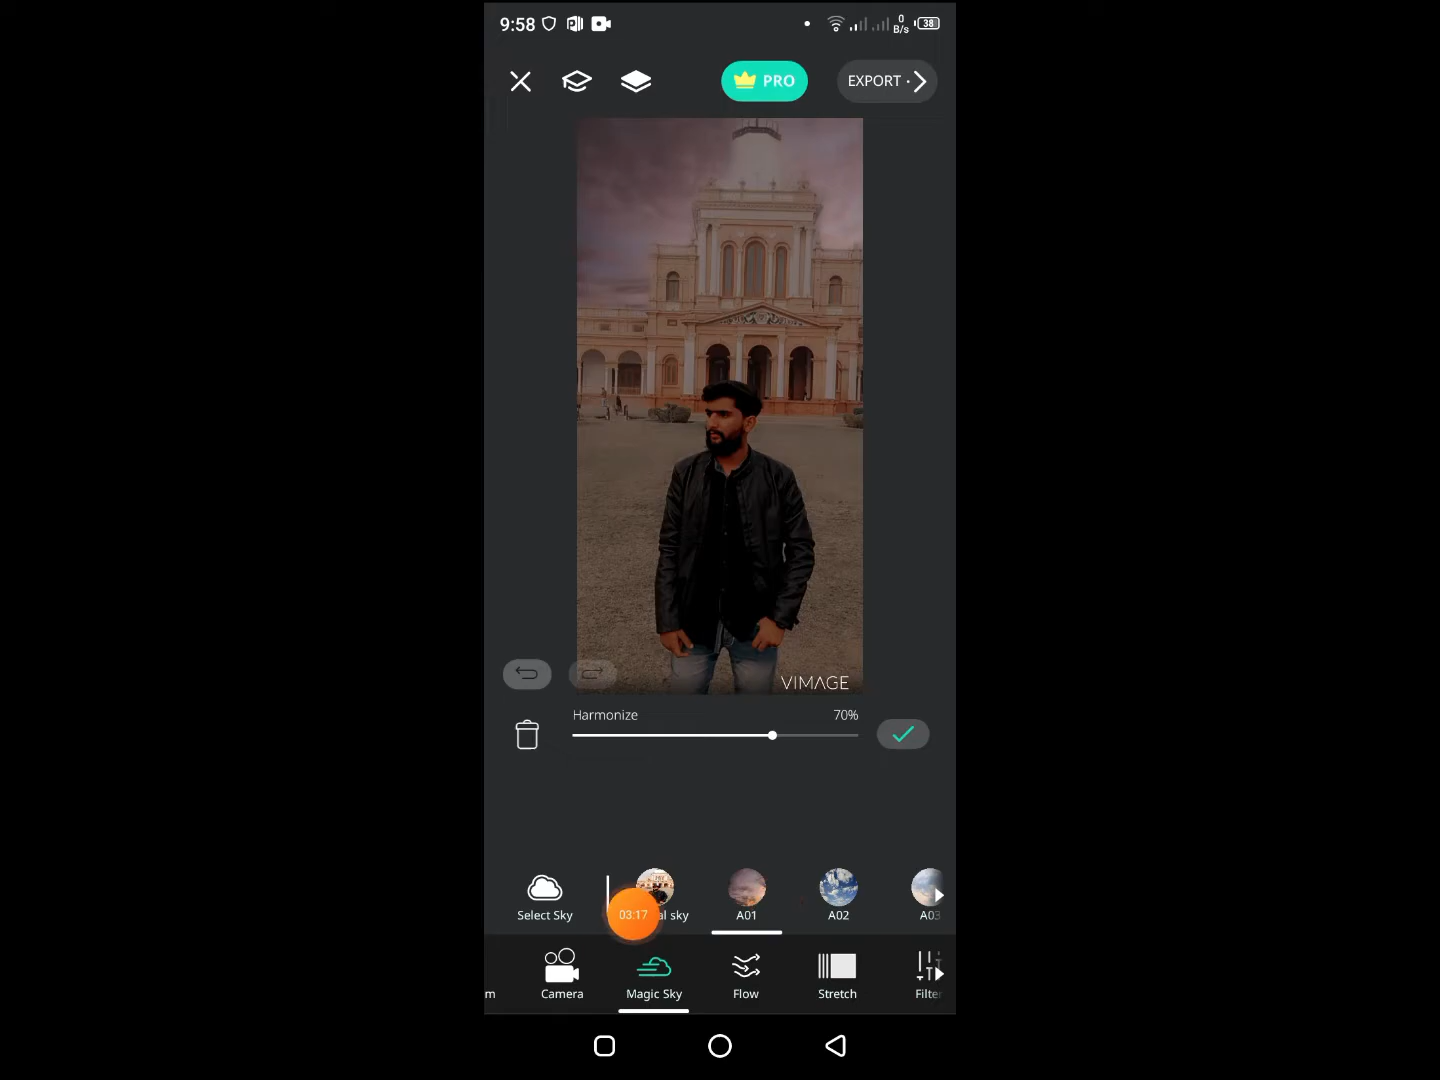 9:58
0
B/s
38
PRO
EXPORT
VIMAGE
Harmonize 70%
Select Sky
03:17
al sky
A01
A02
A03
m
Camera
Magic Sky
Flow
Stretch
Filter